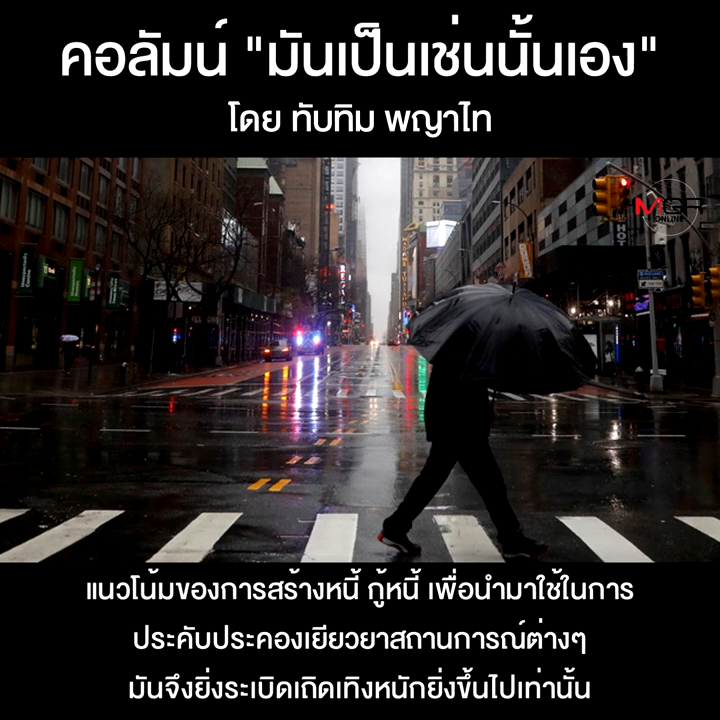 คอลัมน์ "มันเป็นเช่นนั้นเอง"
โดย ทับทิม พญาไท
MGR
ONLINE
HOT
แนวโน้มของการสร้างหนี้ กู้หนี้ เพื่อนำมาใช้ในการ
ประคับประคองเยียวยาสถานการณ์ต่างๆ
มันจึงยิ่งระเบิดเถิดเทิงหนักยิ่งขึ้นไปเท่านั้น